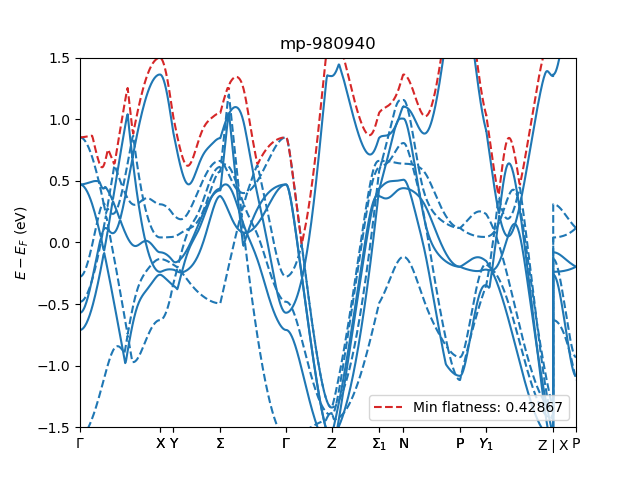 mp-980940
E − E_F (eV)
1.5
1.0
0.5
0.0
−0.5
−1.0
−1.5
Min flatness: 0.42867
Γ X Y Σ Γ Z Σ₁ N P Y₁ Z | X P